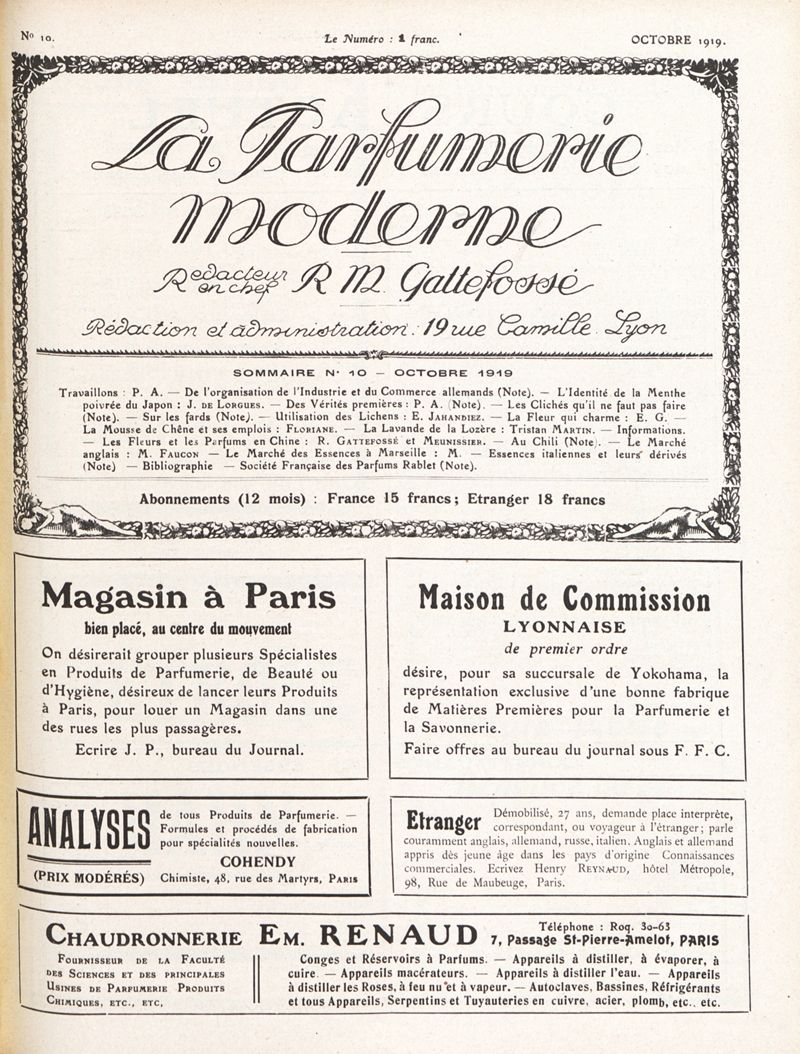 Nº 10.
Le Numéro : 1 franc.
OCTOBRE 1919.
La Parfumerie
moderne
Redacteur en chef R M Gattefossé
Rédaction et administration : 19 rue Camille Lyon
SOMMAIRE Nº 10 — OCTOBRE 1919
Travaillons : P. A. — De l'organisation de l'Industrie et du Commerce allemands (Note). — L'Identité de la Menthe
poivrée du Japon : J. DE LORGUES. — Des Vérités premières : P. A. (Note). — Les Clichés qu'il ne faut pas faire
(Note). — Sur les fards (Note). — Utilisation des Lichens : E. JAHANDIEZ. — La Fleur qui charme : E. G. —
La Mousse de Chêne et ses emplois : FLORIANE. — La Lavande de la Lozère : Tristan MARTIN. — Informations.
— Les Fleurs et les Parfums en Chine : R. GATTEFOSSÉ et MEUNISSIER. — Au Chili (Note). — Le Marché
anglais : M. FAUCON — Le Marché des Essences à Marseille : M. — Essences italiennes et leurs dérivés
(Note) — Bibliographie — Société Française des Parfums Rablet (Note).
Abonnements (12 mois) : France 15 francs; Etranger 18 francs
Magasin à Paris
bien placé, au centre du mouvement
On désirerait grouper plusieurs Spécialistes
en Produits de Parfumerie, de Beauté ou
d'Hygiène, désireux de lancer leurs Produits
à Paris, pour louer un Magasin dans une
des rues les plus passagères.
Ecrire J. P., bureau du Journal.
Maison de Commission
LYONNAISE
de premier ordre
désire, pour sa succursale de Yokohama, la
représentation exclusive d'une bonne fabrique
de Matières Premières pour la Parfumerie et
la Savonnerie.
Faire offres au bureau du journal sous F. F. C.
ANALYSES
(PRIX MODÉRÉS)
de tous Produits de Parfumerie. —
Formules et procédés de fabrication
pour spécialités nouvelles.
COHENDY
Chimiste, 48, rue des Martyrs, PARIS
Etranger Démobilisé, 27 ans, demande place interprète,
correspondant, ou voyageur à l'étranger; parle
couramment anglais, allemand, russe, italien. Anglais et allemand
appris dès jeune âge dans les pays d'origine Connaissances
commerciales. Ecrivez Henry REYNAUD, hôtel Métropole,
98, Rue de Maubeuge, Paris.
CHAUDRONNERIE EM. RENAUD
Téléphone : Roq. 30-63
7, Passage St-Pierre-Amelot, PARIS
FOURNISSEUR DE LA FACULTÉ
DES SCIENCES ET DES PRINCIPALES
USINES DE PARFUMERIE PRODUITS
CHIMIQUES, ETC., ETC,
Conges et Réservoirs à Parfums. — Appareils à distiller, à évaporer, à
cuire. — Appareils macérateurs. — Appareils à distiller l'eau. — Appareils
à distiller les Roses, à feu nu et à vapeur. — Autoclaves, Bassines, Réfrigérants
et tous Appareils, Serpentins et Tuyauteries en cuivre, acier, plomb, etc., etc.